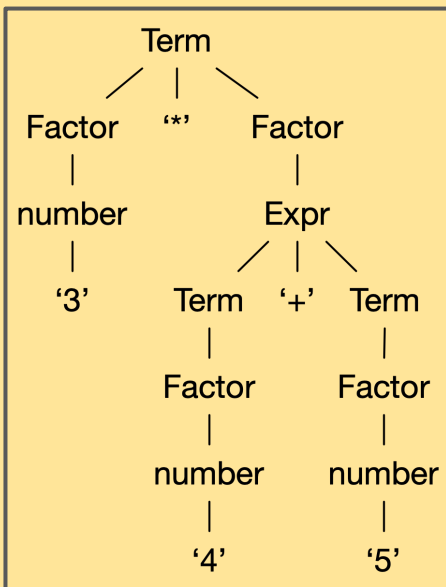 Term
Factor ‘*’ Factor
number Expr
‘3’ Term ‘+’ Term
Factor Factor
number number
‘4’ ‘5’